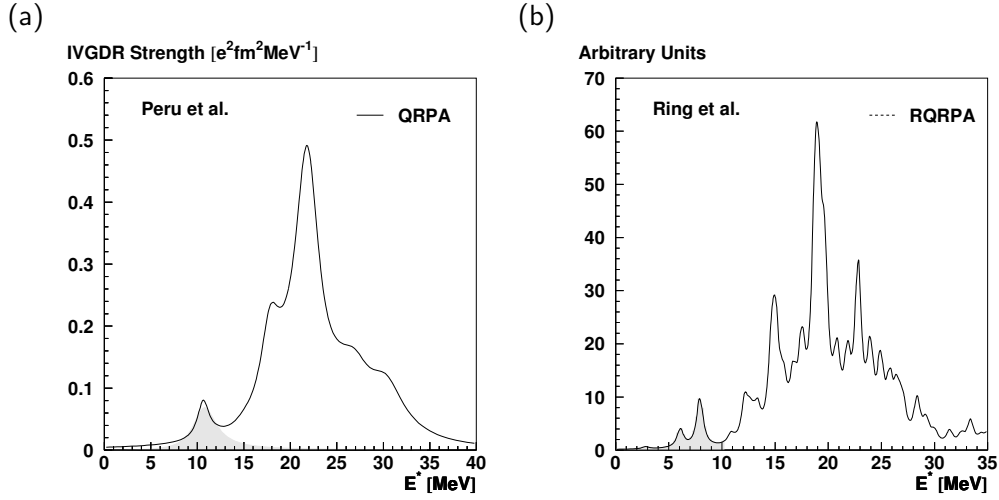 (a)
IVGDR Strength [e²fm²MeV⁻¹]
Peru et al.
QRPA
0.6
0.5
0.4
0.3
0.2
0.1
0
0 5 10 15 20 25 30 35 40
E* [MeV]
(b)
Arbitrary Units
Ring et al.
RQRPA
70
60
50
40
30
20
10
0
0 5 10 15 20 25 30 35
E* [MeV]